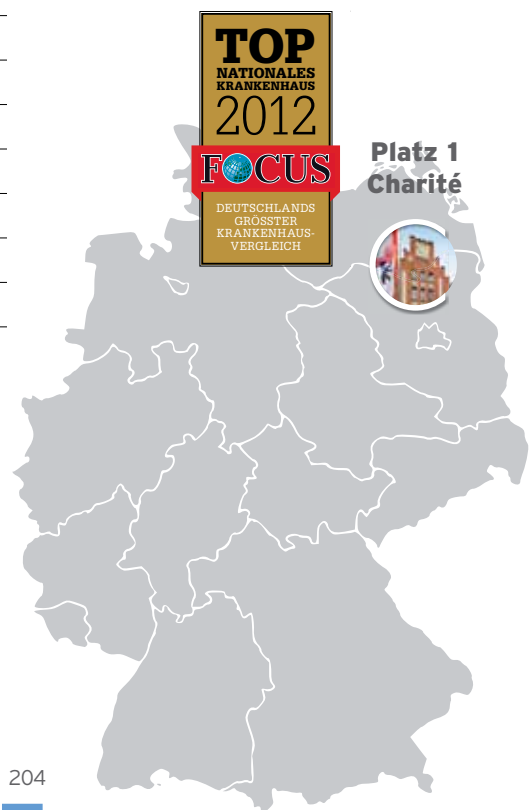 TOP
NATIONALES
KRANKENHAUS
2012
FOCUS
DEUTSCHLANDS
GRÖSSTER
KRANKENHAUS-
VERGLEICH
Platz 1
Charité
204